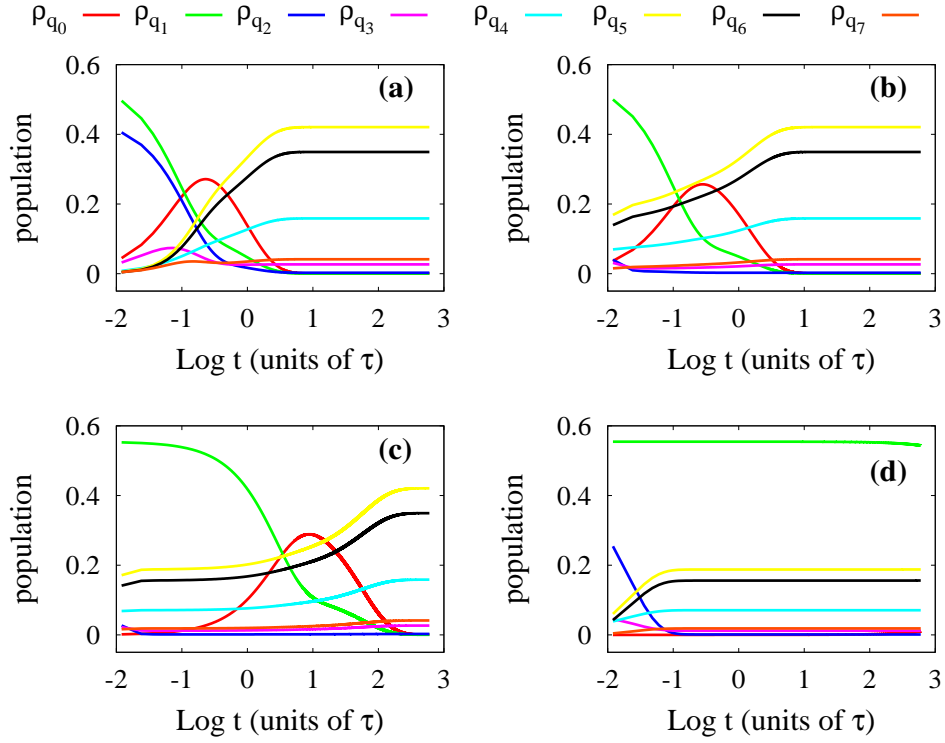 ρq0 ρq1 ρq2 ρq3 ρq4 ρq5 ρq6 ρq7
(a) (b)
0.6 0.6
0.4 0.4
0.2 0.2
0 0
population population
-2 -1 0 1 2 3 -2 -1 0 1 2 3
Log t (units of τ) Log t (units of τ)
(c) (d)
0.6 0.6
0.4 0.4
0.2 0.2
0 0
population population
-2 -1 0 1 2 3 -2 -1 0 1 2 3
Log t (units of τ) Log t (units of τ)